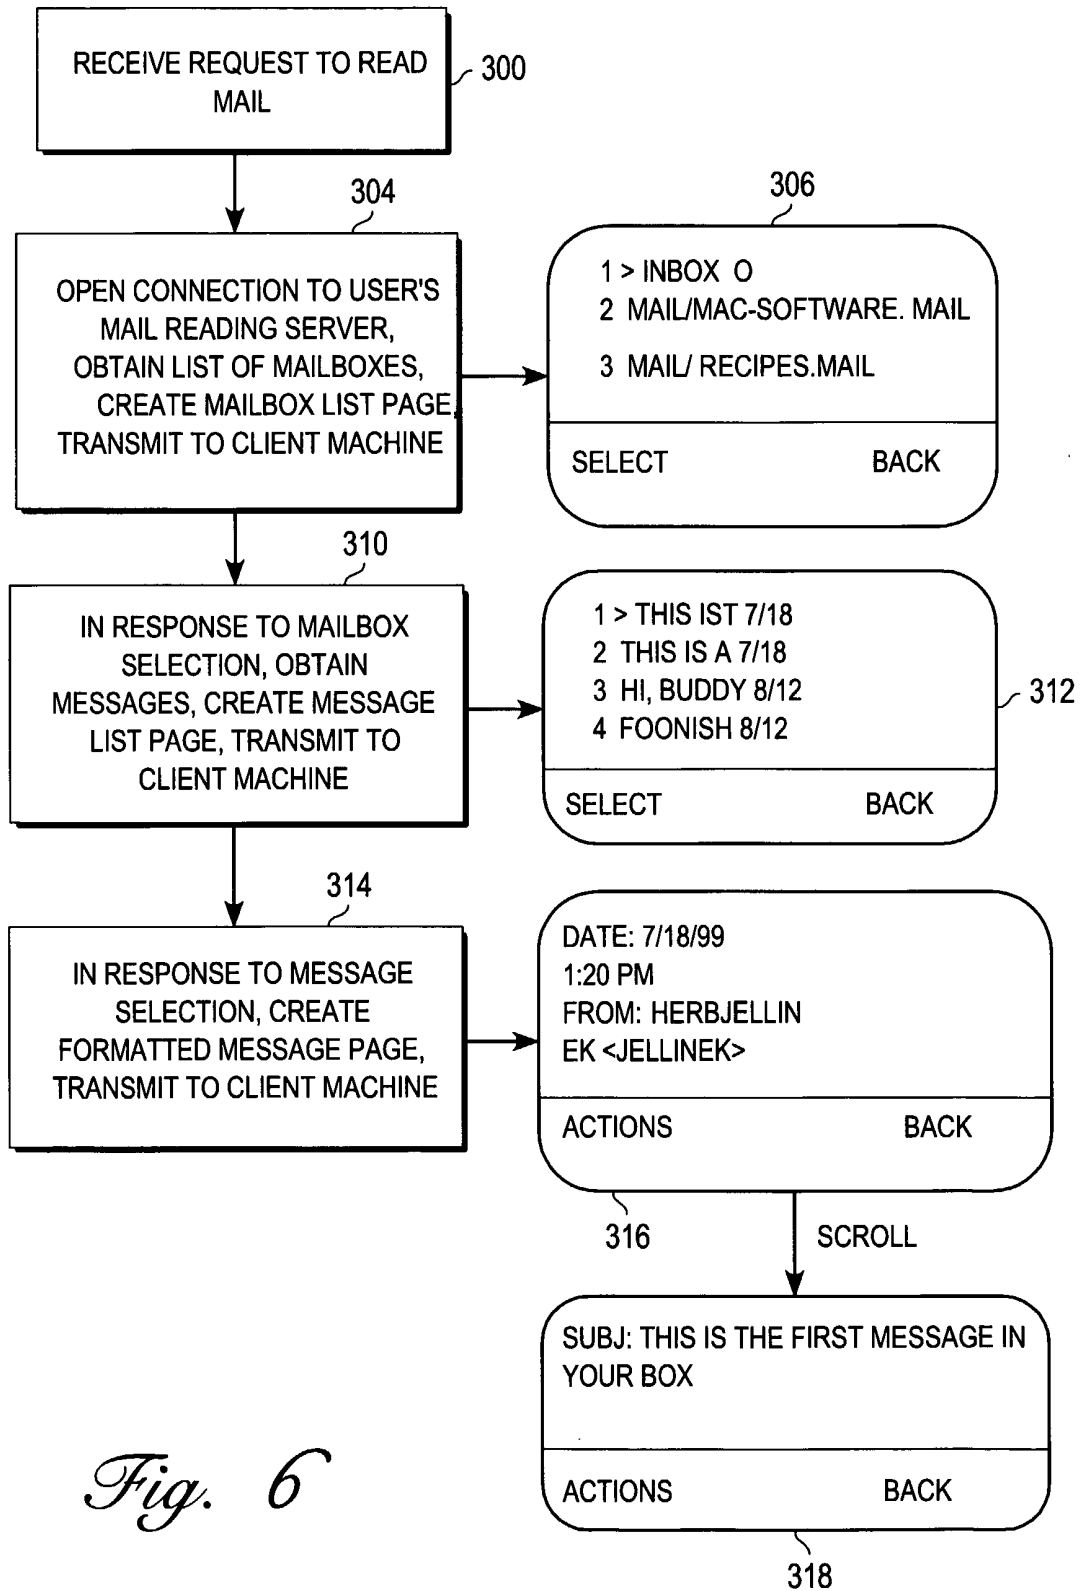 RECEIVE REQUEST TO READ
MAIL
300
304
OPEN CONNECTION TO USER'S
MAIL READING SERVER,
OBTAIN LIST OF MAILBOXES,
CREATE MAILBOX LIST PAGE,
TRANSMIT TO CLIENT MACHINE
306
1 > INBOX O
2 MAIL/MAC-SOFTWARE. MAIL
3 MAIL/ RECIPES.MAIL
SELECT BACK
310
IN RESPONSE TO MAILBOX
SELECTION, OBTAIN
MESSAGES, CREATE MESSAGE
LIST PAGE, TRANSMIT TO
CLIENT MACHINE
1 > THIS IST 7/18
2 THIS IS A 7/18
3 HI, BUDDY 8/12
4 FOONISH 8/12
SELECT BACK
312
314
IN RESPONSE TO MESSAGE
SELECTION, CREATE
FORMATTED MESSAGE PAGE,
TRANSMIT TO CLIENT MACHINE
DATE: 7/18/99
1:20 PM
FROM: HERBJELLIN
EK <JELLINEK>
ACTIONS BACK
316
SCROLL
SUBJ: THIS IS THE FIRST MESSAGE IN
YOUR BOX
ACTIONS BACK
318
Fig. 6